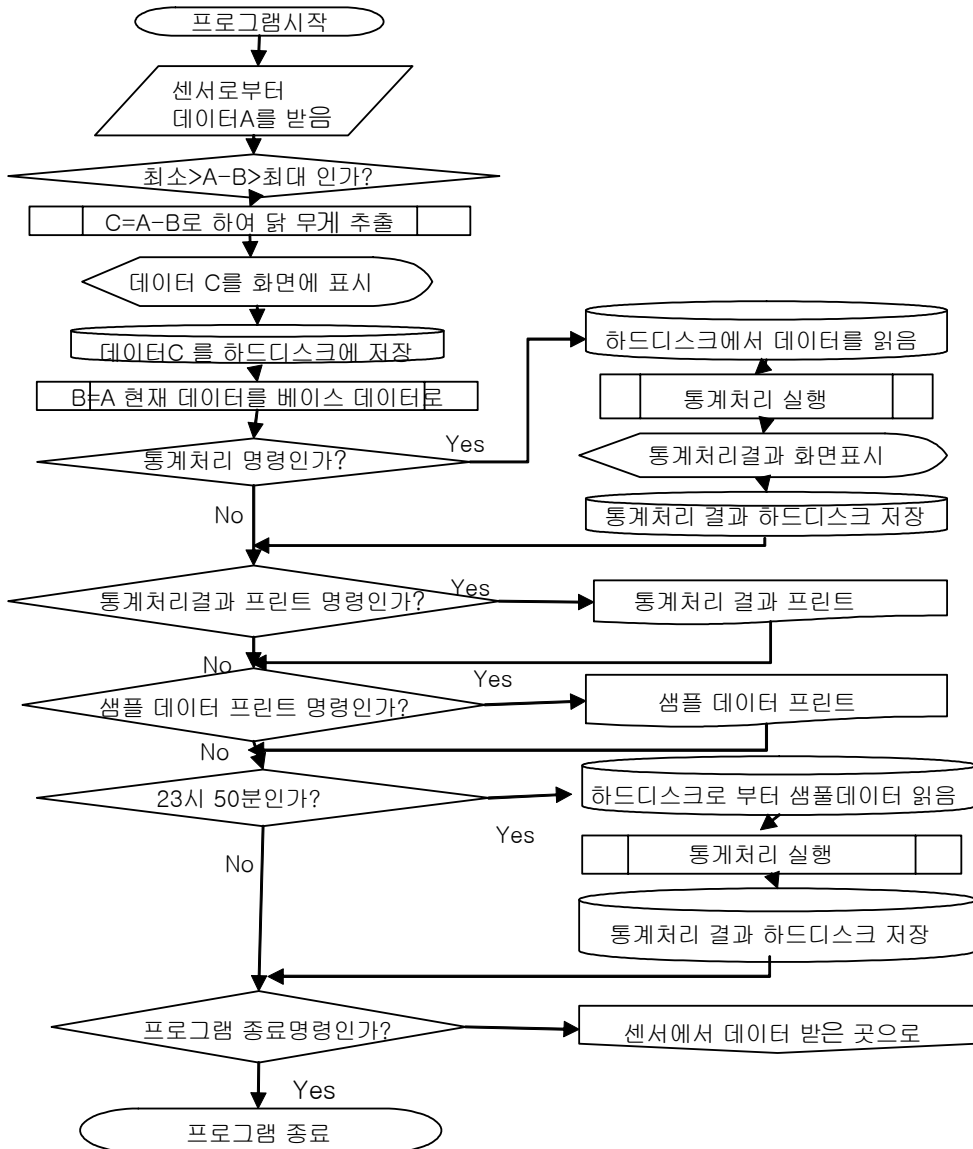 프로그램시작
센서로부터
데이터A를 받음
최소>A-B>최대 인가?
C=A-B로 하여 닭 무게 추출
데이터 C를 화면에 표시
데이터C 를 하드디스크에 저장
B=A 현재 데이터를 베이스 데이터로
통계처리 명령인가?
Yes
No
하드디스크에서 데이터를 읽음
통계처리 실행
통계처리결과 화면표시
통계처리 결과 하드디스크 저장
통계처리결과 프린트 명령인가?
Yes
통계처리 결과 프린트
No
샘플 데이터 프린트 명령인가?
Yes
샘플 데이터 프린트
No
23시 50분인가?
Yes
No
하드디스크로 부터 샘풀데이터 읽음
통게처리 실행
통계처리 결과 하드디스크 저장
프로그램 종료명령인가?
센서에서 데이터 받은 곳으로
Yes
프로그램 종료